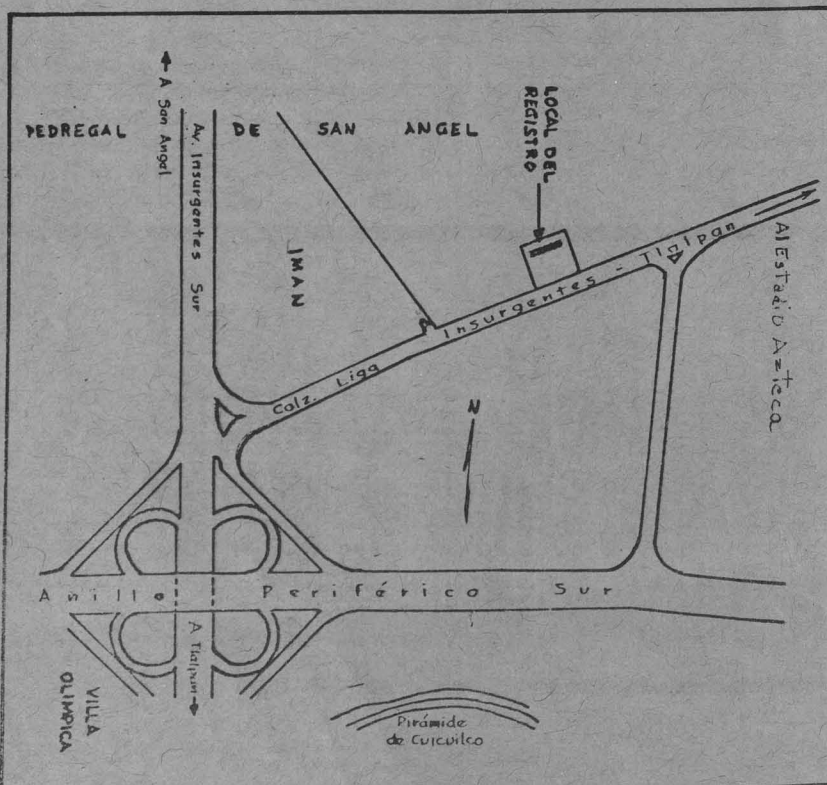 A San Angel
Av. Insurgentes Sur
PEDREGAL DE SAN ANGEL
LOCAL DEL
REGISTRO
IMAN
Calz. Liga Insurgentes - Tlalpan
Al Estadio Azteca
N
Anillo Periférico Sur
A Tlalpan
VILLA
OLIMPICA
Pirámide
de Cuicuilco